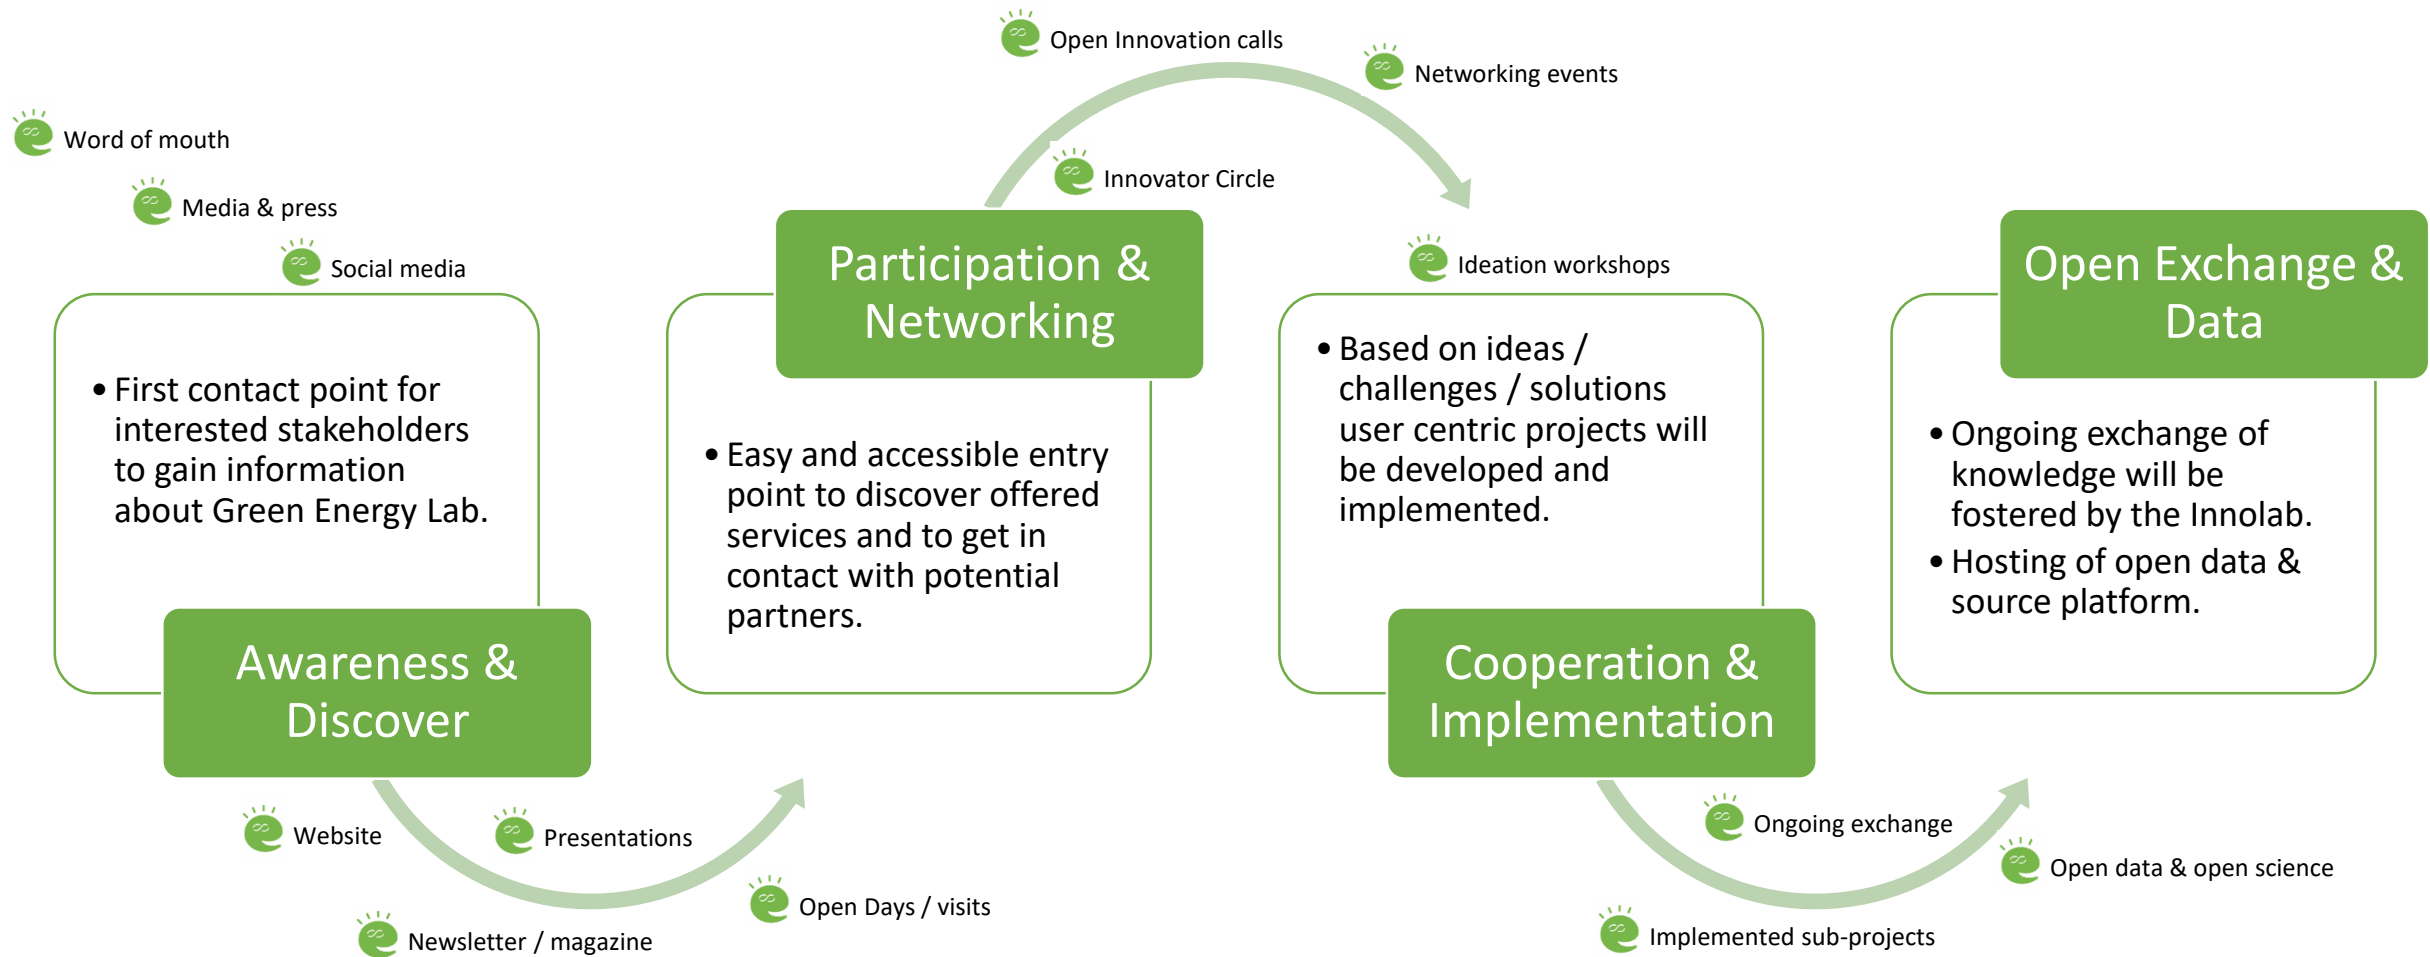 Word of mouth
Media & press
Social media
• First contact point for
interested stakeholders
to gain information
about Green Energy Lab.
Awareness &
Discover
Website
Presentations
Newsletter / magazine
Open Days / visits
Participation &
Networking
• Easy and accessible entry
point to discover offered
services and to get in
contact with potential
partners.
Open Innovation calls
Networking events
Innovator Circle
Ideation workshops
• Based on ideas /
challenges / solutions
user centric projects will
be developed and
implemented.
Cooperation &
Implementation
Ongoing exchange
Open data & open science
Implemented sub-projects
Open Exchange &
Data
• Ongoing exchange of
knowledge will be
fostered by the Innolab.
• Hosting of open data &
source platform.